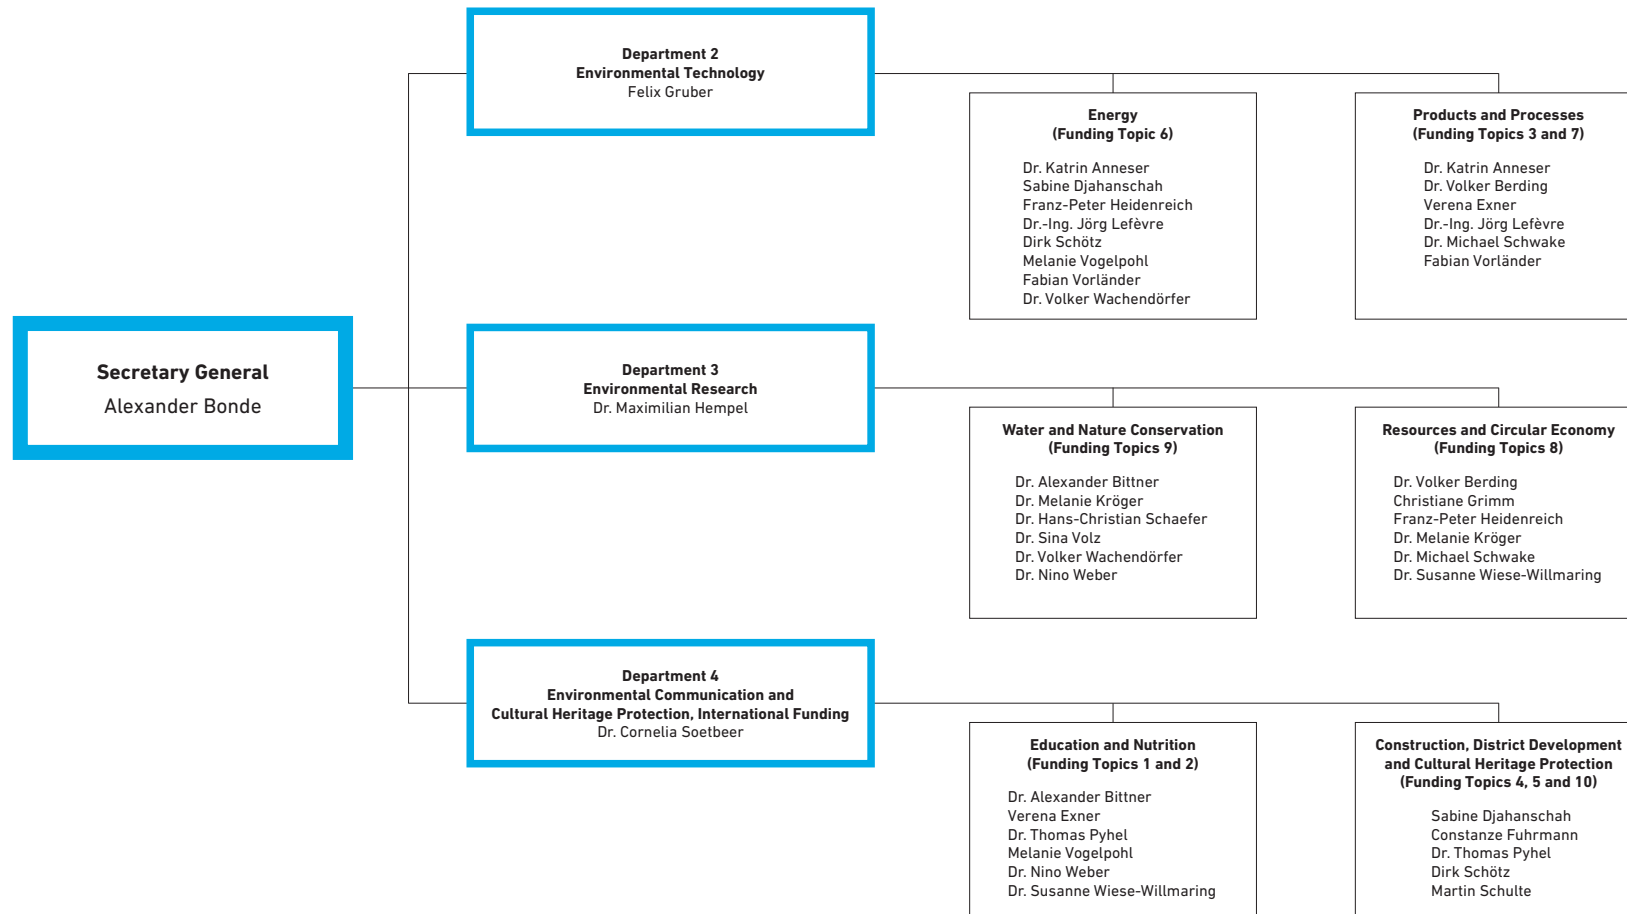 Secretary General
Alexander Bonde
Department 2
Environmental Technology
Felix Gruber
Energy
(Funding Topic 6)
Dr. Katrin Anneser
Sabine Djahanschah
Franz-Peter Heidenreich
Dr.-Ing. Jörg Lefèvre
Dirk Schötz
Melanie Vogelpohl
Fabian Vorländer
Dr. Volker Wachendörfer
Products and Processes
(Funding Topics 3 and 7)
Dr. Katrin Anneser
Dr. Volker Berding
Verena Exner
Dr.-Ing. Jörg Lefèvre
Dr. Michael Schwake
Fabian Vorländer
Department 3
Environmental Research
Dr. Maximilian Hempel
Water and Nature Conservation
(Funding Topics 9)
Dr. Alexander Bittner
Dr. Melanie Kröger
Dr. Hans-Christian Schaefer
Dr. Sina Volz
Dr. Volker Wachendörfer
Dr. Nino Weber
Resources and Circular Economy
(Funding Topics 8)
Dr. Volker Berding
Christiane Grimm
Franz-Peter Heidenreich
Dr. Melanie Kröger
Dr. Michael Schwake
Dr. Susanne Wiese-Willmaring
Department 4
Environmental Communication and
Cultural Heritage Protection, International Funding
Dr. Cornelia Soetbeer
Education and Nutrition
(Funding Topics 1 and 2)
Dr. Alexander Bittner
Verena Exner
Dr. Thomas Pyhel
Melanie Vogelpohl
Dr. Nino Weber
Dr. Susanne Wiese-Willmaring
Construction, District Development
and Cultural Heritage Protection
(Funding Topics 4, 5 and 10)
Sabine Djahanschah
Constanze Fuhrmann
Dr. Thomas Pyhel
Dirk Schötz
Martin Schulte